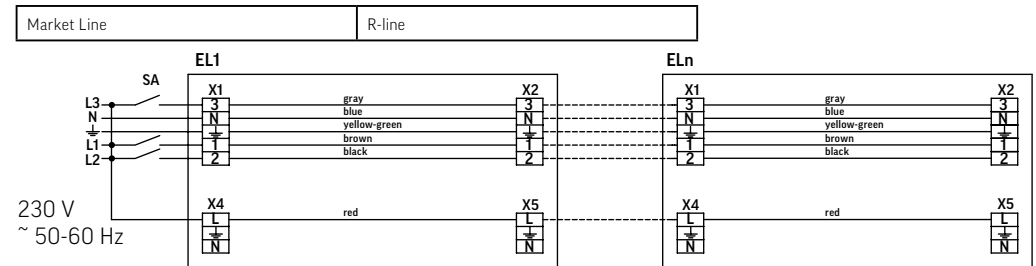 Market Line R-line
EL1 ELn
SA X1 X2 X1 X2
L3 3 gray 3 3 gray 3
N N blue N N blue N
yellow-green yellow-green
L1 1 brown 1 1 brown 1
L2 2 black 2 2 black 2
X4 X5 X4 X5
L red L L red L
N N N N
230 V
~ 50-60 Hz